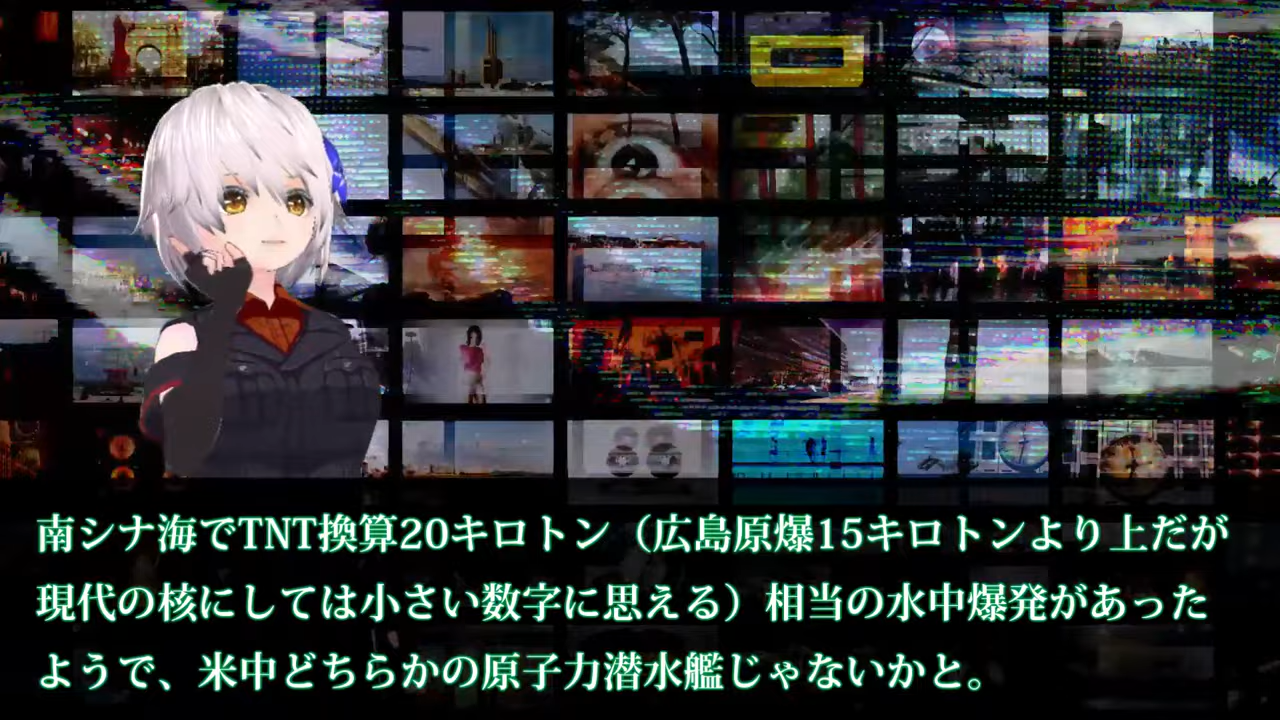 南シナ海でTNT換算20キロトン（広島原爆15キロトンより上だが
現代の核にしては小さい数字に思える）相当の水中爆発があった
ようで、米中どちらかの原子力潜水艦じゃないかと。